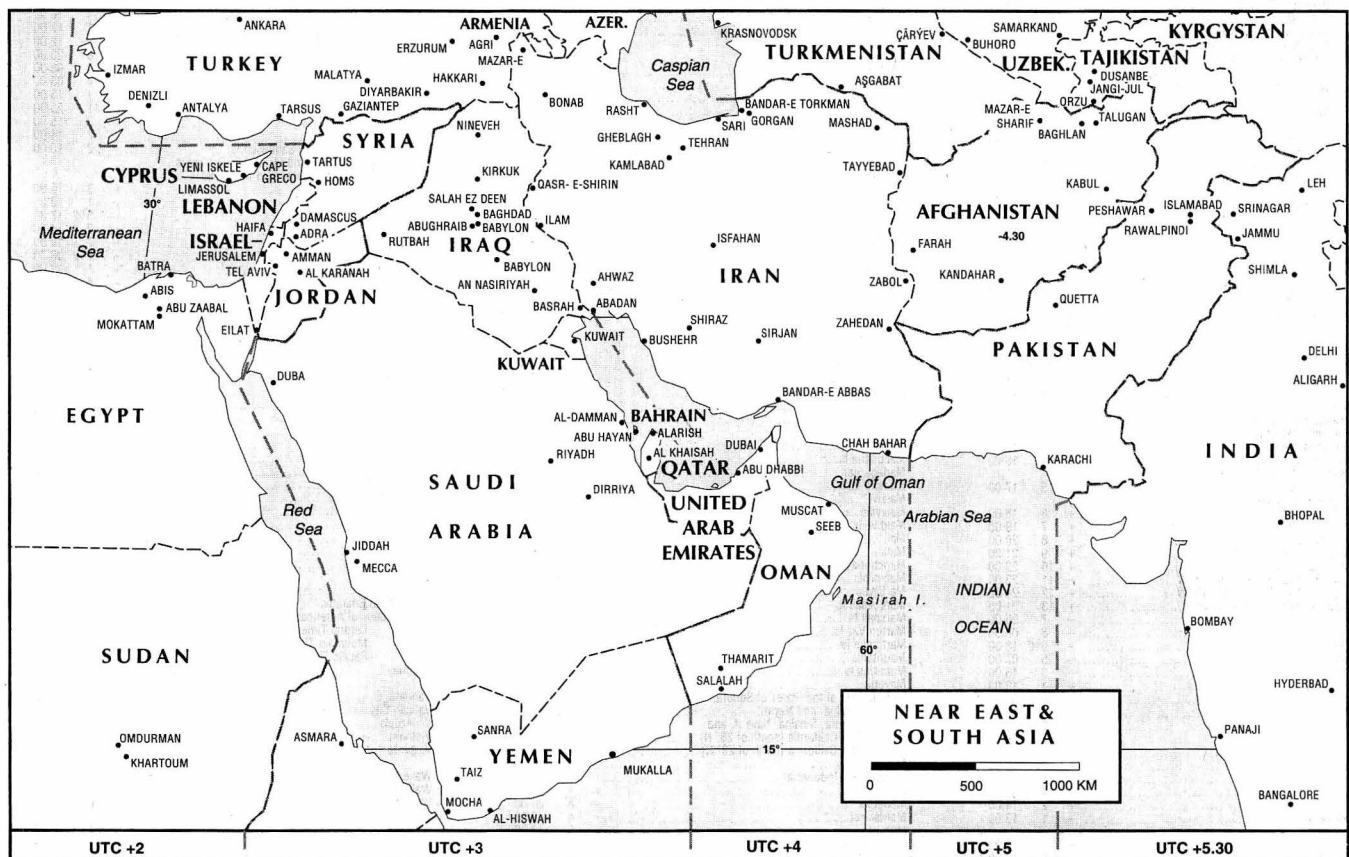 ANKARA
ERZURUM
ARMENIA
AGRI
AZER.
MAZAR-E
KRASNOVODSK
ÇÄRÝEV
BUHORO
SAMARKAND
KYRGYSTAN
TURKEY
TURKMENISTAN
UZBEK.
TAJIKISTAN
IZMAR
MALATYA
HAKKARI
DIYARBAKIR
Caspian
Sea
AŞGABAT
DUSANBE
JANGI-JUL
DENIZLI
ANTALYA
TARSUS
GAZIANTEP
BONAB
RASHT
BANDAR-E TORKMAN
GORGAN
SARI
MASHAD
QRZU
MAZAR-E
SHARIF
TALUGAN
BAGHLAN
SYRIA
NINEVEH
GHEBLAGH
TEHRAN
KAMLABAD
TAYYEBAD
CYPRUS
YENI ISKELE
CAPE
GRECO
LIMASSOL
TARTUS
HOMS
KIRKUK
QASR- E-SHIRIN
KABUL
LEH
30°
LEBANON
SALAH EZ DEEN
BAGHDAD
ABUGHRAIB
BABYLON
ILAM
AFGHANISTAN
-4.30
PESHAWAR
ISLAMABAD
RAWALPINDI
SRINAGAR
JAMMU
Mediterranean
Sea
HAIFA
DAMASCUS
ADRA
RUTBAH
IRAQ
ISFAHAN
FARAH
ISRAEL
JERUSALEM
AMMAN
BABYLON
IRAN
BATRA
TEL AVIV
AL KARANAH
AHWAZ
ZABOL
KANDAHAR
SHIMLA
ABIS
JORDAN
AN NASIRIYAH
ABU ZAABAL
MOKATTAM
BASRAH
ABADAN
QUETTA
EILAT
KUWAIT
SHIRAZ
BUSHEHR
SIRJAN
ZAHEDAN
PAKISTAN
KUWAIT
DELHI
DUBA
ALIGARH
EGYPT
BANDAR-E ABBAS
AL-DAMMAN
BAHRAIN
ABU HAYAN
ALARISH
DUBAI
CHAH BAHAR
INDIA
RIYADH
AL KHAISAH
QATAR
ABU DHABBI
KARACHI
SAUDI
ARABIA
DIRRIYA
Gulf of Oman
UNITED
ARAB
EMIRATES
MUSCAT
SEEB
Arabian Sea
BHOPAL
Red
Sea
JIDDAH
MECCA
OMAN
Masirah I.
INDIAN
OCEAN
BOMBAY
SUDAN
60°
THAMARIT
SALALAH
HYDERBAD
NEAR EAST&
SOUTH ASIA
0
500
1000 KM
OMDURMAN
KHARTOUM
ASMARA
SANRA
YEMEN
15°
PANAJI
TAIZ
MUKALLA
MOCHA
AL-HISWAH
BANGALORE
UTC +2
UTC +3
UTC +4
UTC +5
UTC +5.30